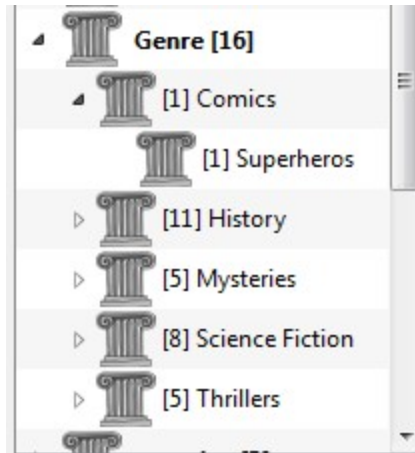 Genre [16]
[1] Comics
[1] Superheros
[11] History
[5] Mysteries
[8] Science Fiction
[5] Thrillers